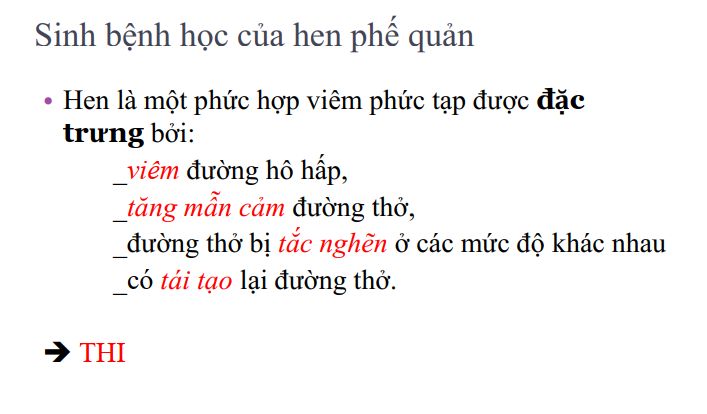 Sinh bệnh học của hen phế quản
• Hen là một phức hợp viêm phức tạp được đặc
trưng bởi:
_viêm đường hô hấp,
_tăng mẫn cảm đường thở,
_đường thở bị tắc nghẽn ở các mức độ khác nhau
_có tái tạo lại đường thở.
➔ THI